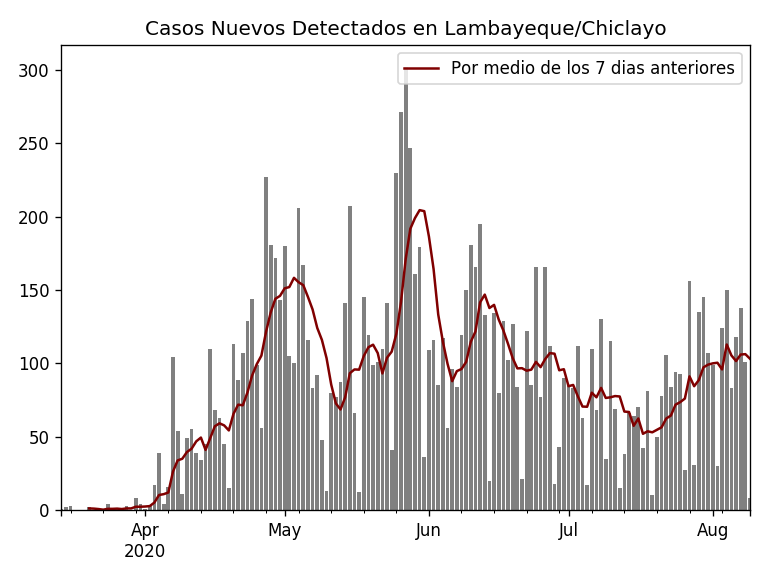 Casos Nuevos Detectados en Lambayeque/Chiclayo
Por medio de los 7 dias anteriores
300
250
200
150
100
50
0
Apr
2020
May
Jun
Jul
Aug